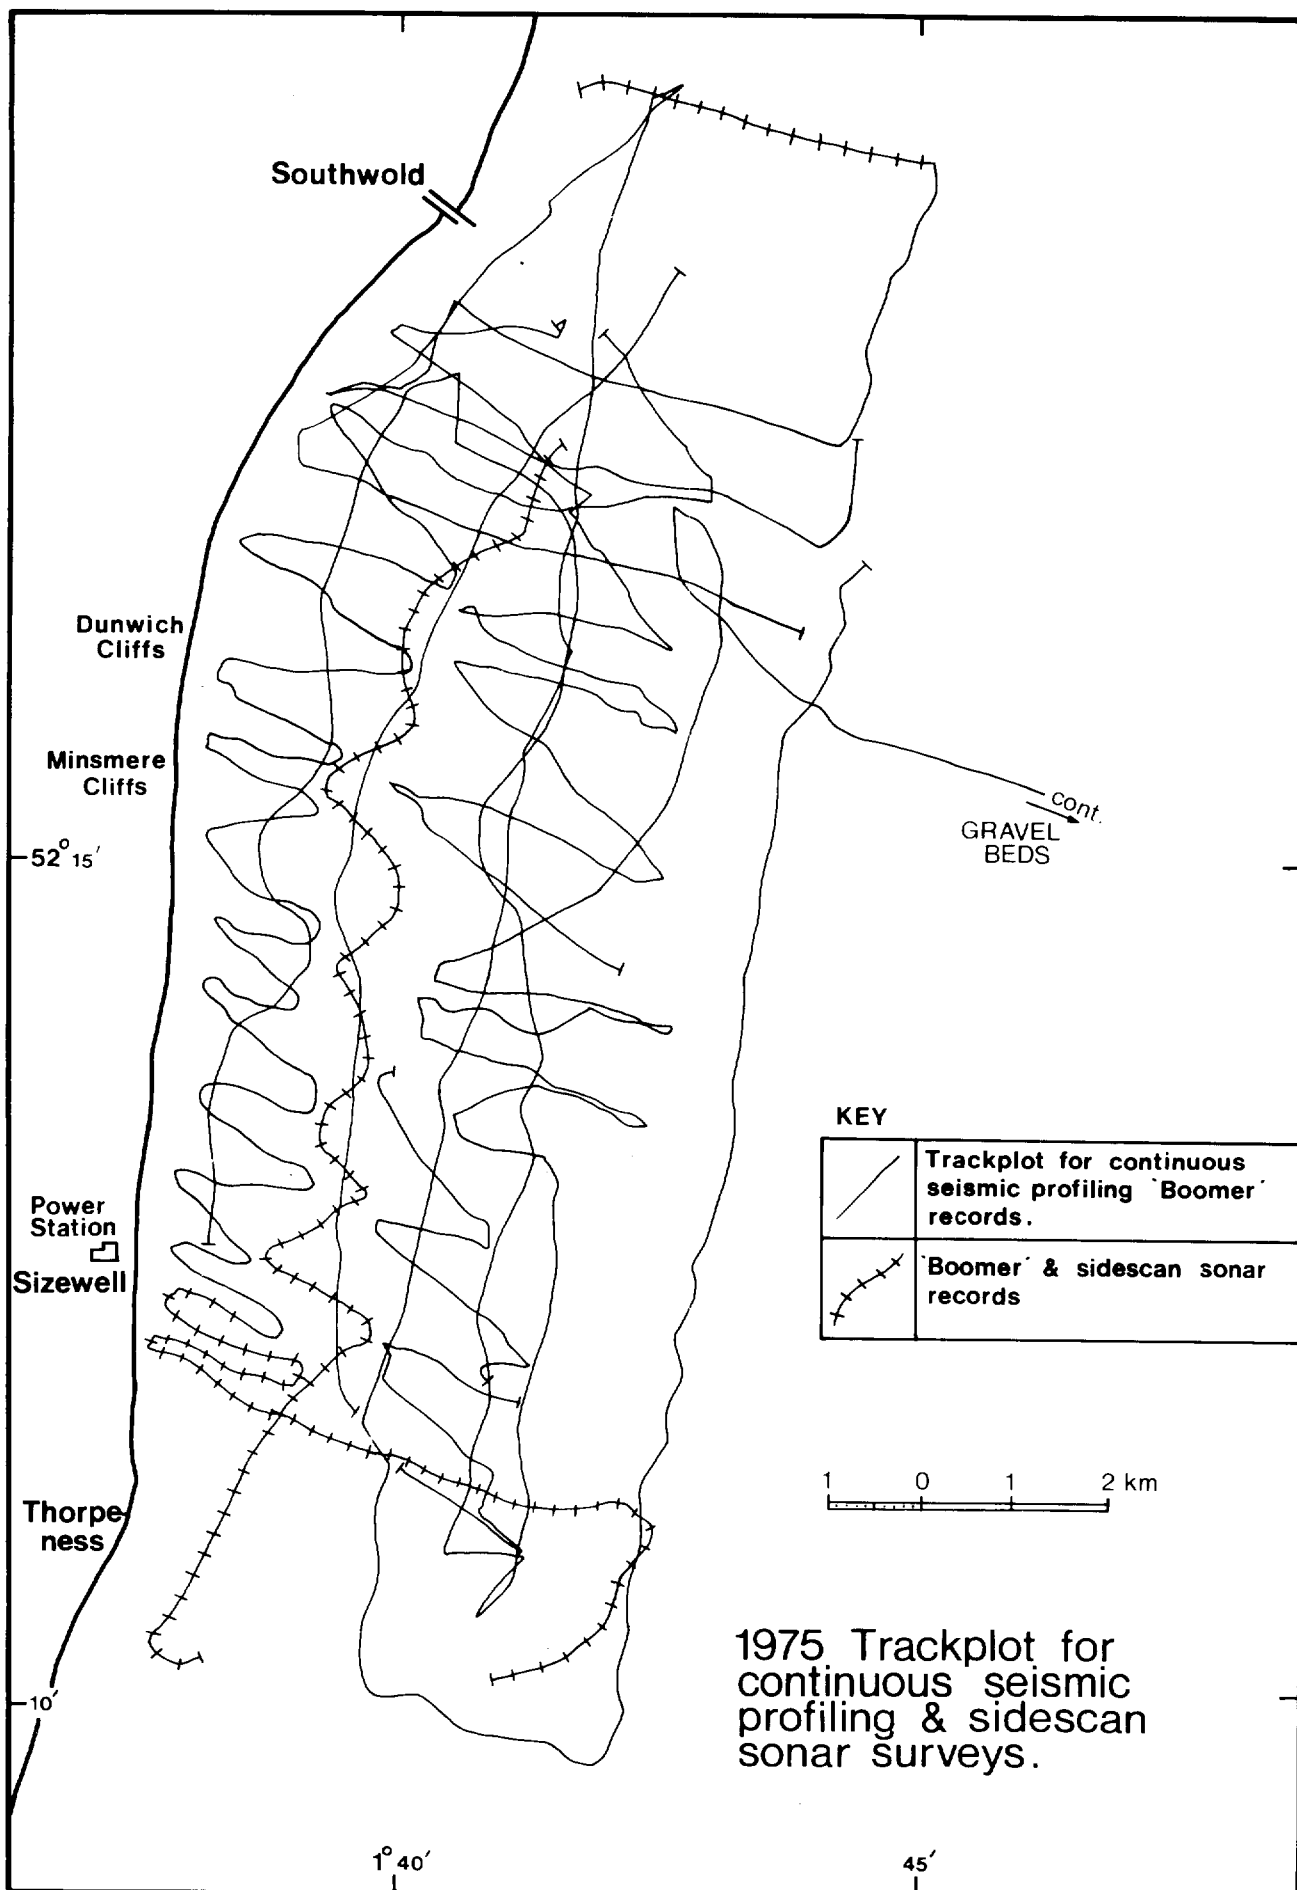 Southwold
Dunwich
Cliffs
Minsmere
Cliffs
52° 15′
cont.
GRAVEL
BEDS
KEY
Trackplot for continuous
seismic profiling 'Boomer'
records.
'Boomer' & sidescan sonar
records
Power
Station
Sizewell
1 0 1 2 km
Thorpe-
ness
1975 Trackplot for
continuous seismic
profiling & sidescan
sonar surveys.
10′
1° 40′
45′